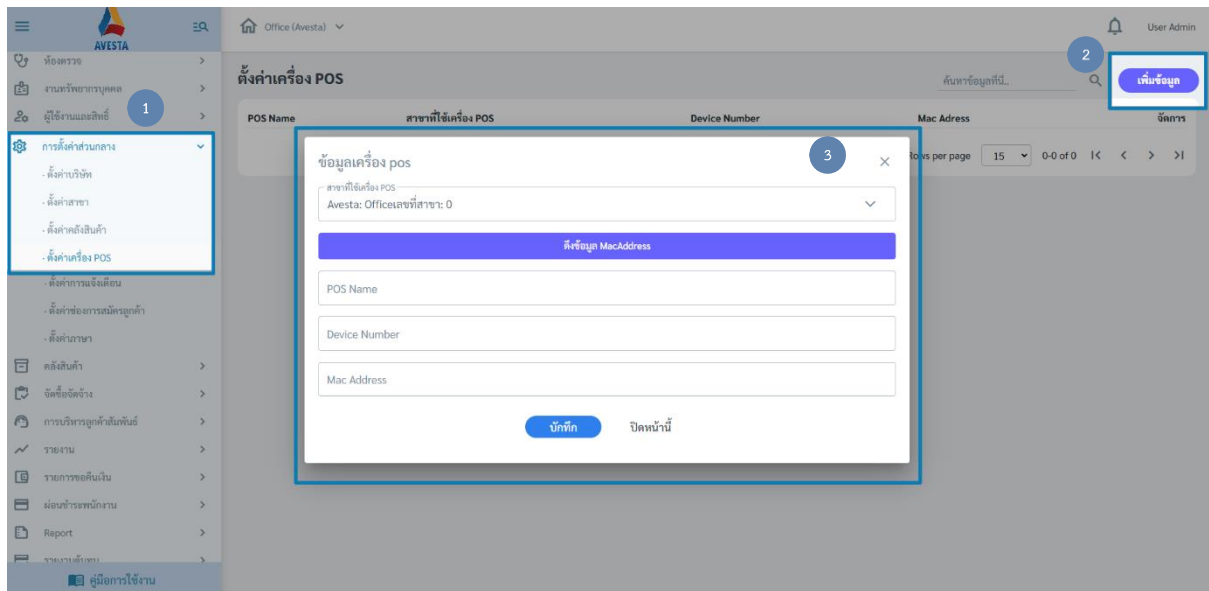 AVESTA
Office (Avesta)
User Admin
ห้องตรวจ
งานทรัพยากรบุคคล
ผู้ใช้งานและสิทธิ์
1
การตั้งค่าส่วนกลาง
- ตั้งค่าบริษัท
- ตั้งค่าสาขา
- ตั้งค่าคลังสินค้า
- ตั้งค่าเครื่อง POS
- ตั้งค่าการแจ้งเตือน
- ตั้งค่าช่องการสมัครลูกค้า
- ตั้งค่าภาษา
คลังสินค้า
จัดซื้อจัดจ้าง
การบริหารลูกค้าสัมพันธ์
รายงาน
รายการขอคืนเงิน
ผ่อนชำระพนักงาน
Report
คู่มือการใช้งาน
ตั้งค่าเครื่อง POS
ค้นหาข้อมูลที่นี่...
2
เพิ่มข้อมูล
POS Name สาขาที่ใช้เครื่อง POS Device Number Mac Adress จัดการ
Rows per page 15 0-0 of 0
ข้อมูลเครื่อง pos
3
สาขาที่ใช้เครื่อง POS
Avesta: Officeเลขที่สาขา: 0
ดึงข้อมูล MacAddress
POS Name
Device Number
Mac Address
บันทึก ปิดหน้านี้